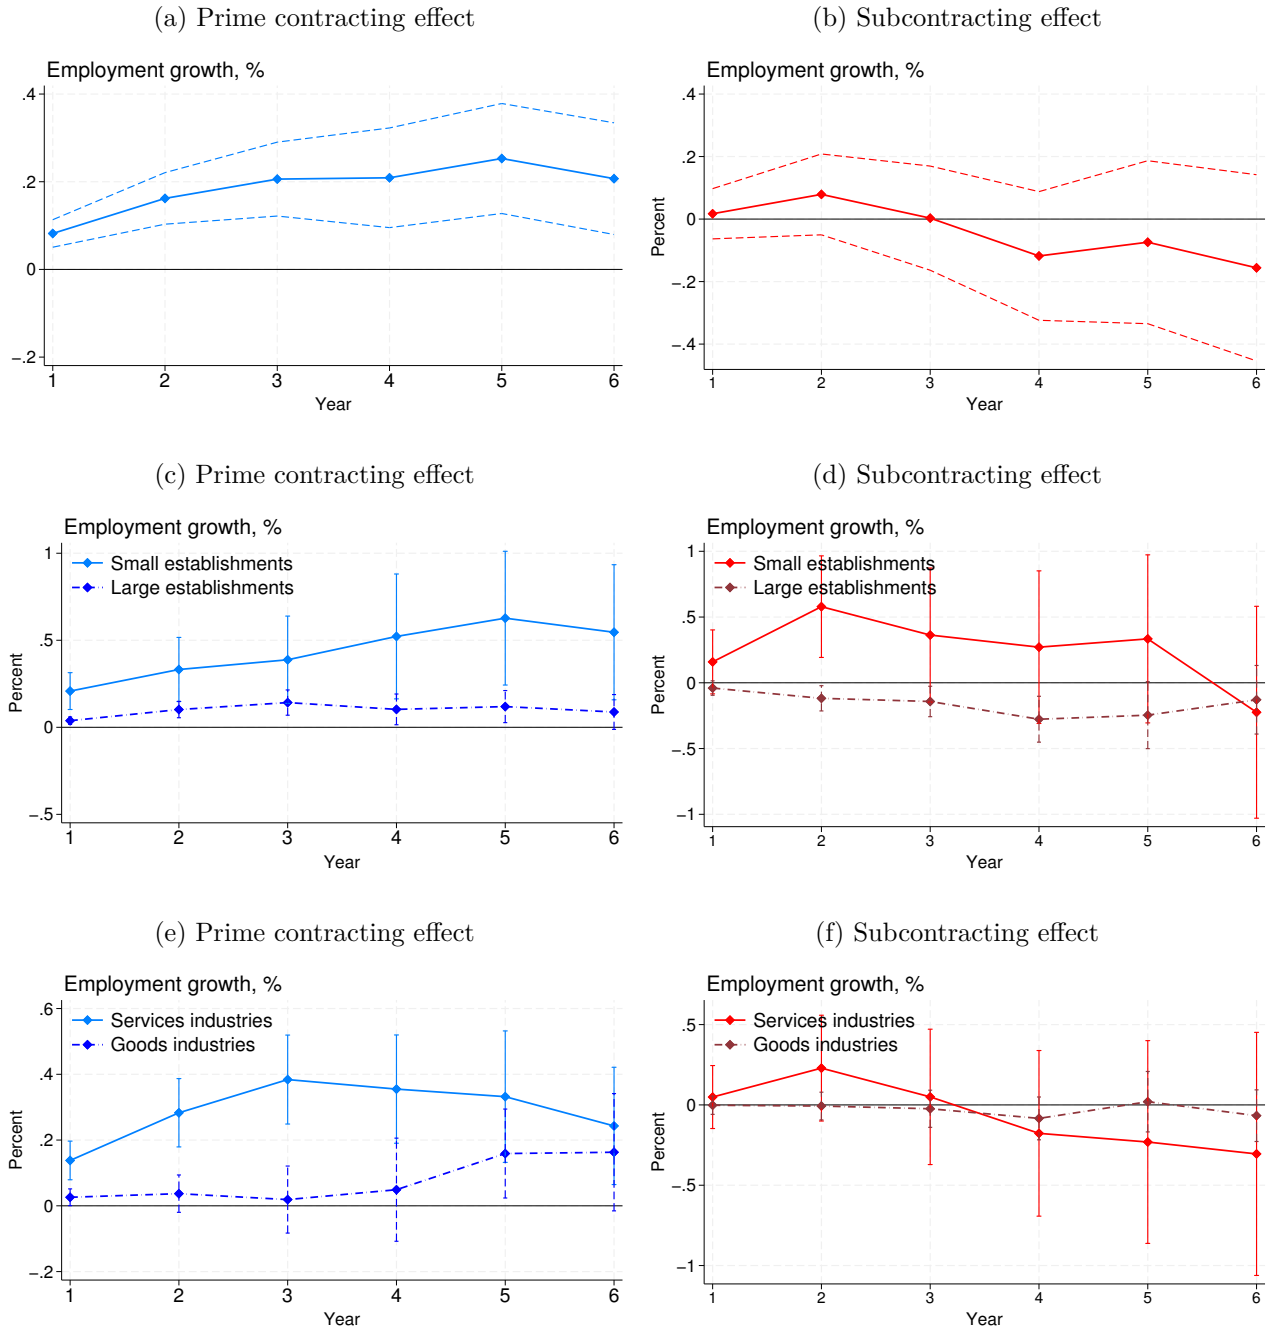 (a) Prime contracting effect
Employment growth, %
.4
.2
0
−.2
1 2 3 4 5 6
Year
(b) Subcontracting effect
Employment growth, %
Percent
.4
.2
0
−.2
−.4
1 2 3 4 5 6
Year
(c) Prime contracting effect
Employment growth, %
Small establishments
Large establishments
Percent
1
.5
0
−.5
1 2 3 4 5 6
Year
(d) Subcontracting effect
Employment growth, %
Small establishments
Large establishments
Percent
1
.5
0
−.5
−1
1 2 3 4 5 6
Year
(e) Prime contracting effect
Employment growth, %
Services industries
Goods industries
Percent
.6
.4
.2
0
−.2
1 2 3 4 5 6
Year
(f) Subcontracting effect
Employment growth, %
Services industries
Goods industries
Percent
.5
0
−.5
−1
1 2 3 4 5 6
Year